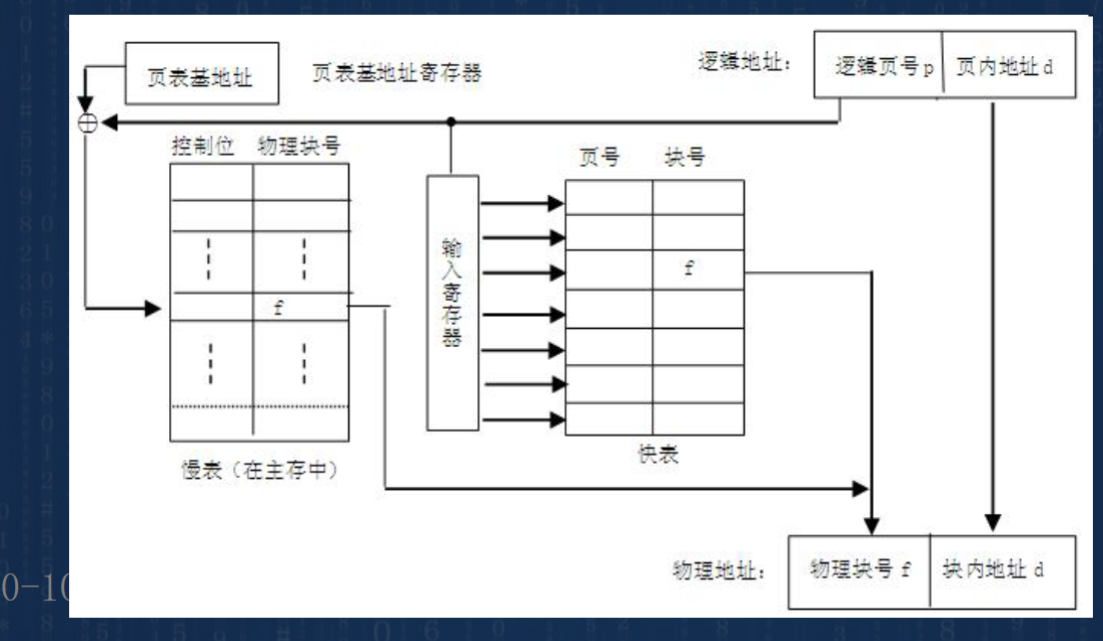 页表基地址
页表基地址寄存器
逻辑地址:
逻辑页号p
页内地址d
控制位
物理块号
页号
块号
输入寄存器
f
f
慢表(在主存中)
快表
物理地址:
物理块号 f
块内地址 d
0-10